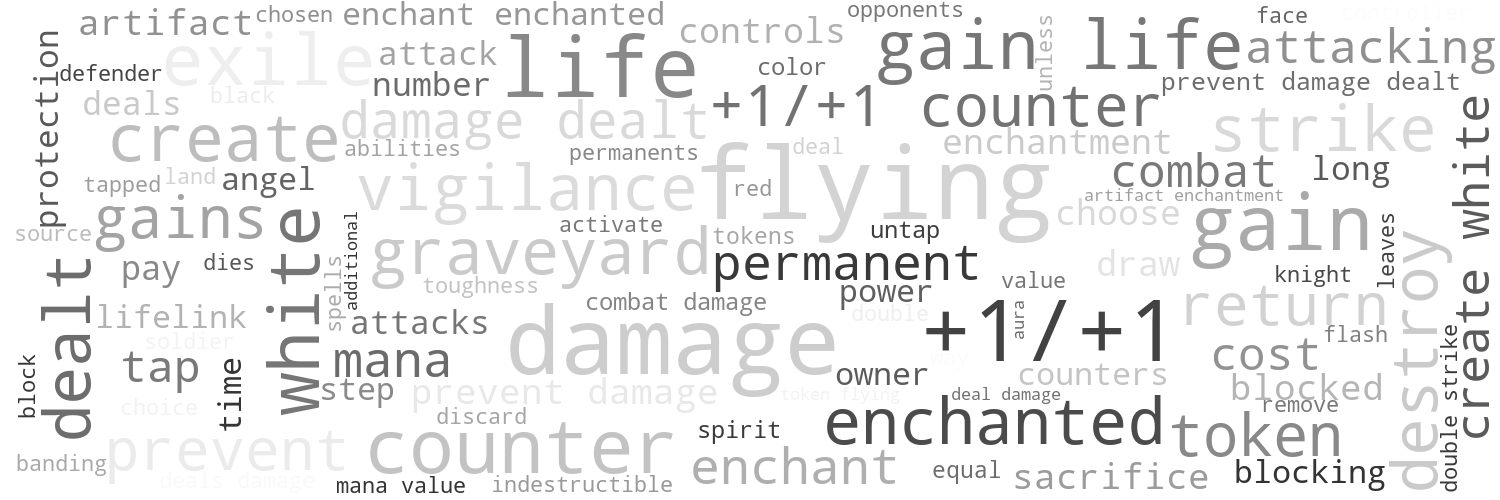 artifact
chosen
enchant
enchanted
opponents
face
controller
protection
defender
exile
attack
number
life
controls
color
gain life
unless
attacking
prevent damage dealt
deals
black
create
damage dealt
+1/+1
counter
strike
abilities
permanents
deal
enchantment
combat
long
create white
tapped
land
angel
vigilance
flying
red
artifact enchantment
choose
gain
source
gains
white
activate
graveyard
tokens
untap
permanent
draw
knight
leaves
destroy
pay
dies
spells
additional
toughness
combat damage
power
value
return
dealt
lifelink
soldier
attacks
damage
double
+1/+1
aura
way
cost
flash
block
tap
time
mana
step
prevent damage
token flying
owner
counters
deal damage
blocked
remove
double strike
choice
discard
enchanted
token
banding
prevent
deals damage
counter
spirit
mana value
indestructible
enchant
equal
sacrifice
blocking